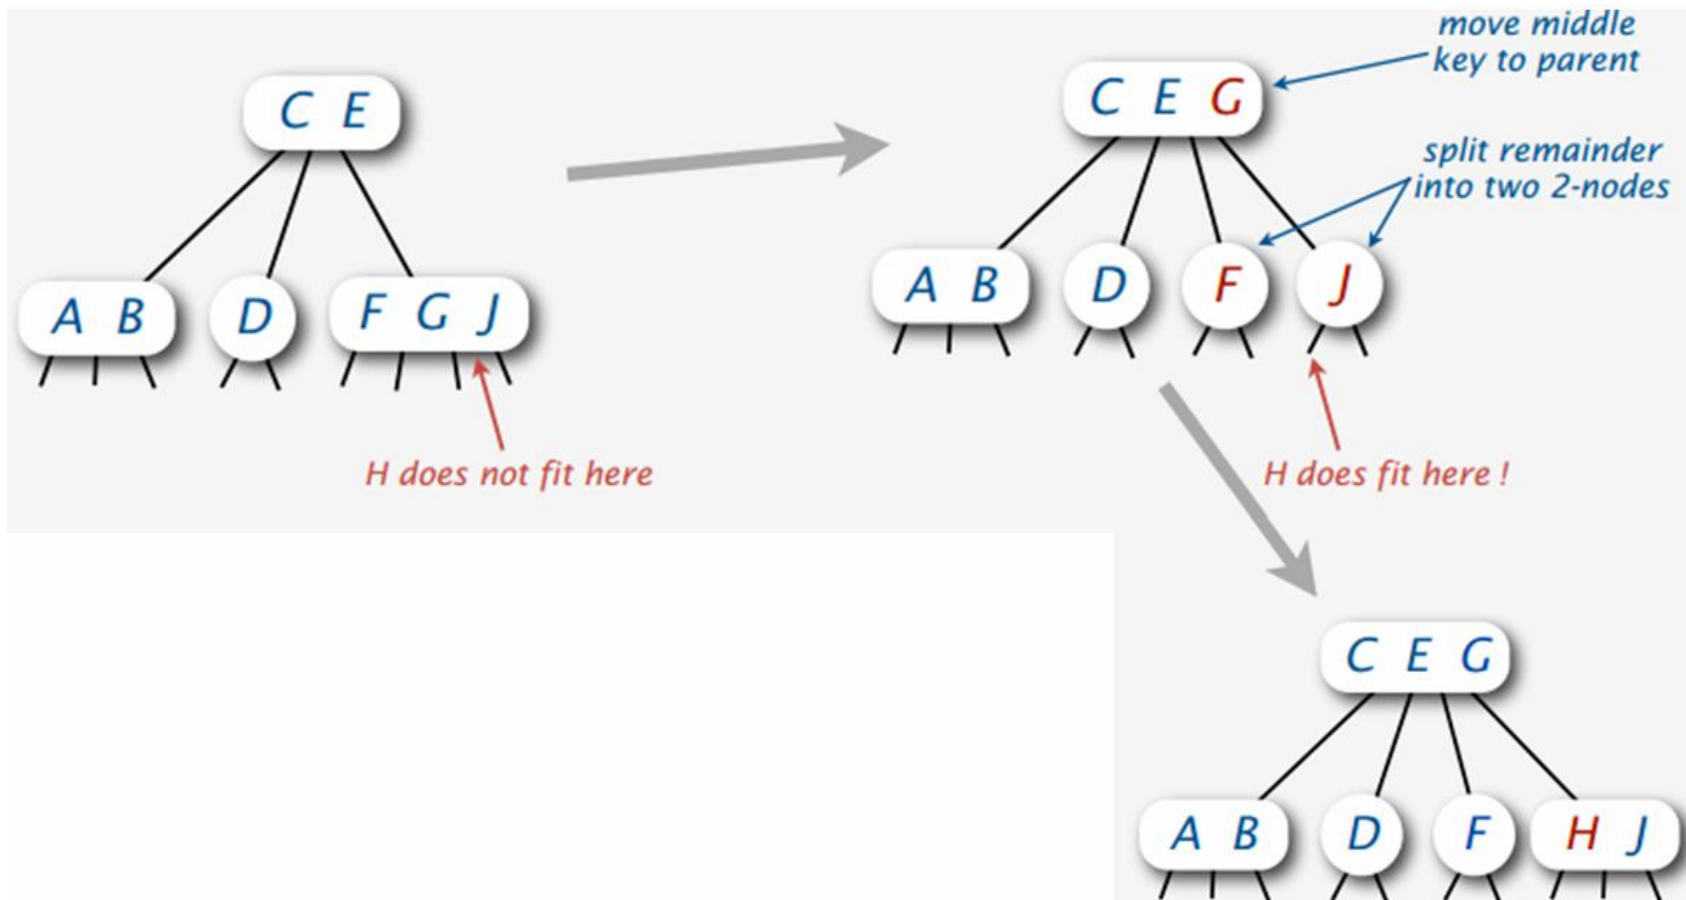 C E
A B
D
F G J
H does not fit here
move middle
key to parent
C E G
split remainder
into two 2-nodes
A B
D
F
J
H does fit here !
C E G
A B
D
F
H J